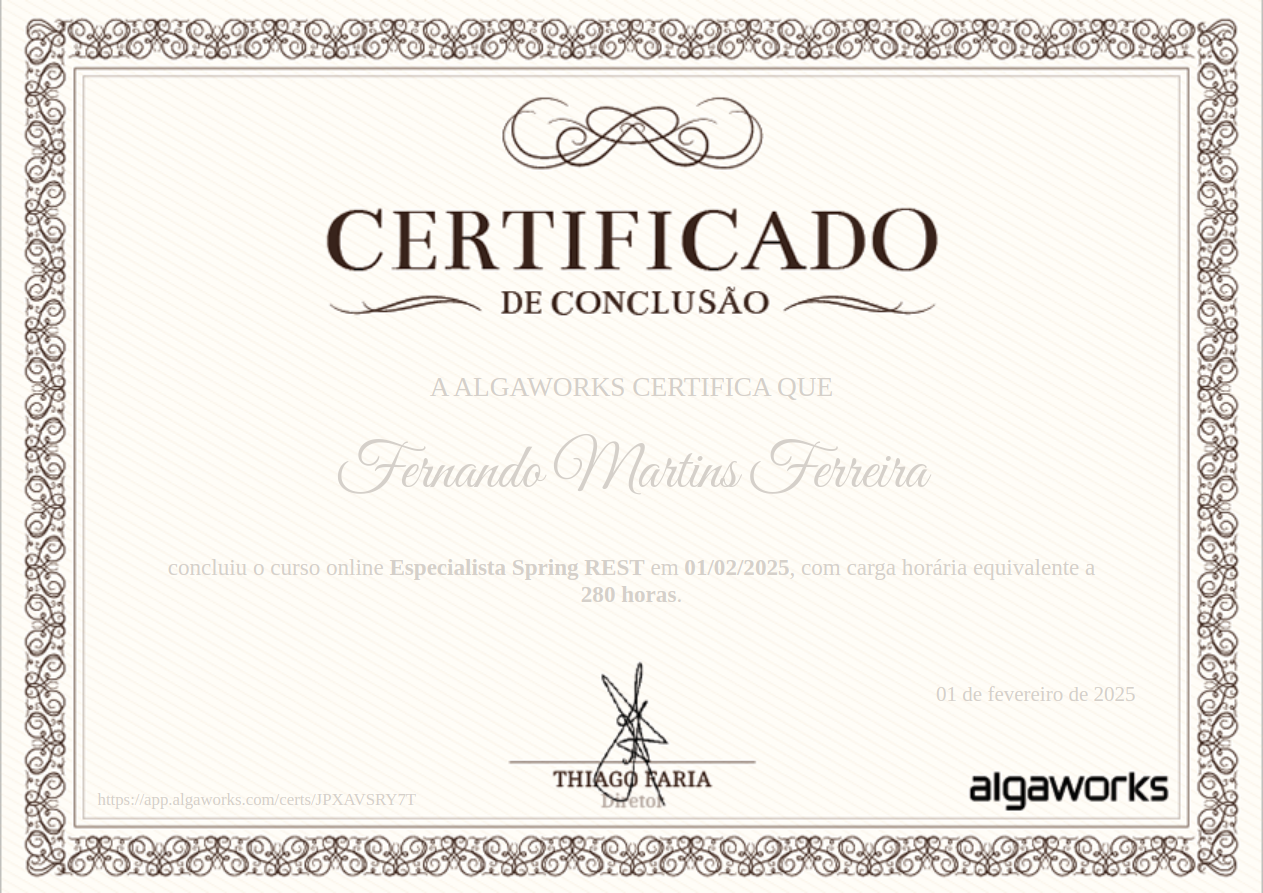 CERTIFICADO
DE CONCLUSÃO
A ALGAWORKS CERTIFICA QUE
Fernando Martins Ferreira
concluiu o curso online Especialista Spring REST em 01/02/2025, com carga horária equivalente a
280 horas.
01 de fevereiro de 2025
THIAGO FARIA
Diretor
algaworks
https://app.algaworks.com/certs/JPXAVSRY7T